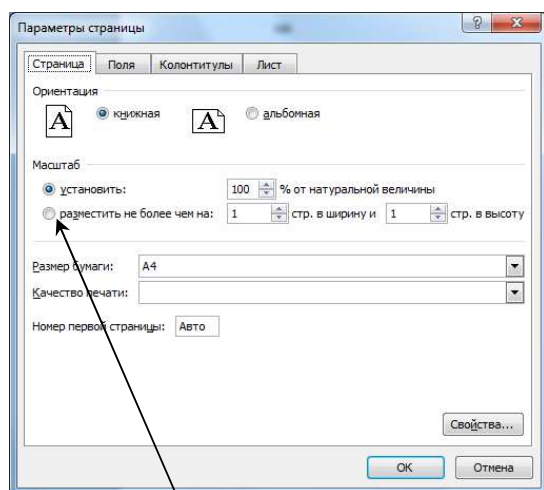 Параметры страницы
Страница Поля Колонтитулы Лист
Ориентация
A книжная A альбомная
Масштаб
установить: 100 % от натуральной величины
разместить не более чем на: 1 стр. в ширину и 1 стр. в высоту
Размер бумаги: A4
Качество печати:
Номер первой страницы: Авто
Свойства...
ОК Отмена